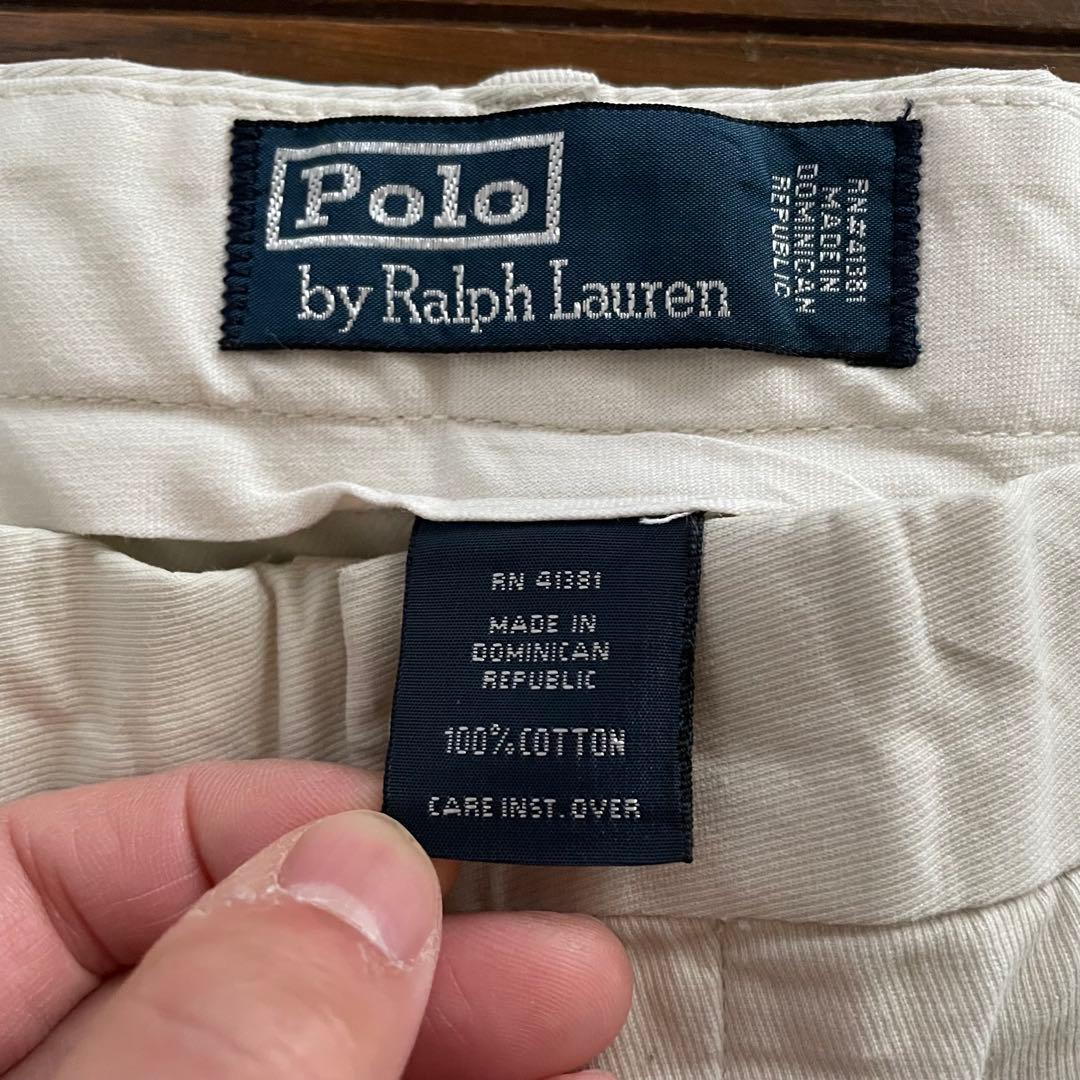 Polo
by Ralph Lauren
RN#41381
MADE IN
DOMINICAN
REPUBLIC
RN 41381
MADE IN
DOMINICAN
REPUBLIC
100% COTTON
CARE INST. OVER